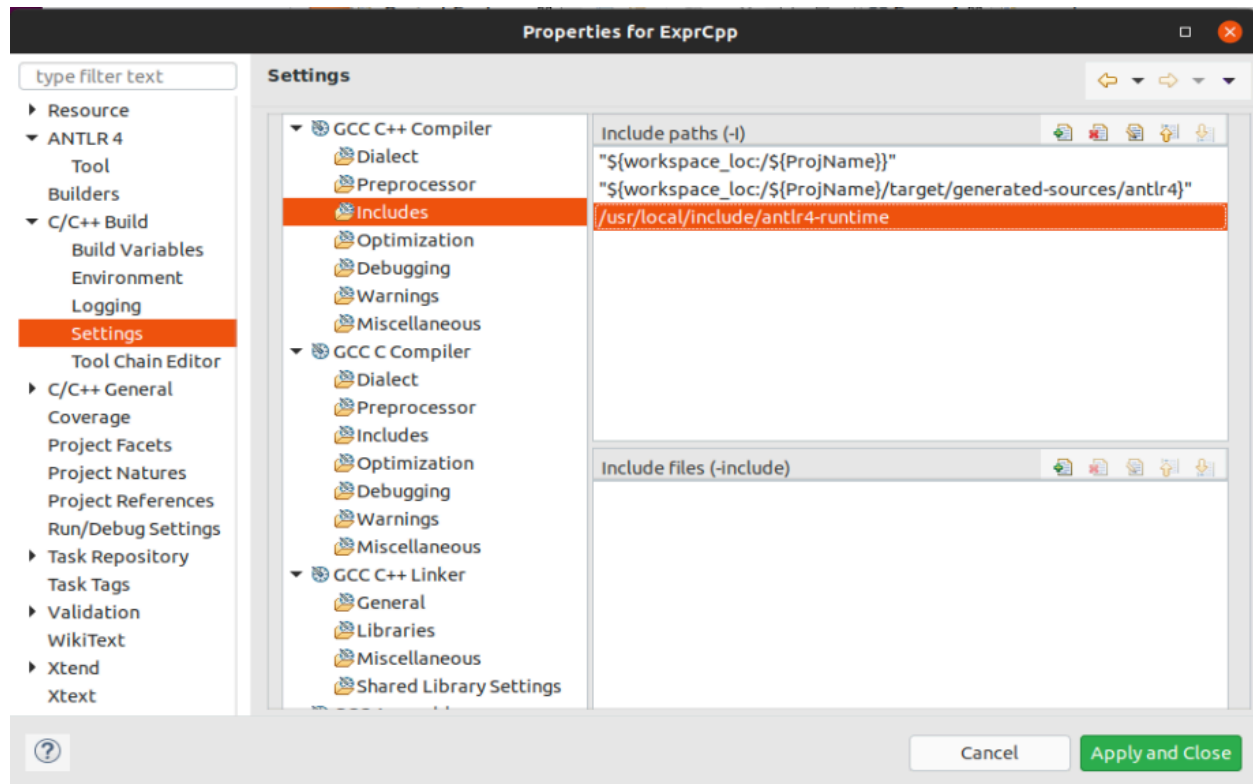 Properties for ExprCpp
type filter text
Settings
Resource
ANTLR 4
Tool
Builders
C/C++ Build
Build Variables
Environment
Logging
Settings
Tool Chain Editor
C/C++ General
Coverage
Project Facets
Project Natures
Project References
Run/Debug Settings
Task Repository
Task Tags
Validation
WikiText
Xtend
Xtext
GCC C++ Compiler
Dialect
Preprocessor
Includes
Optimization
Debugging
Warnings
Miscellaneous
GCC C Compiler
Dialect
Preprocessor
Includes
Optimization
Debugging
Warnings
Miscellaneous
GCC C++ Linker
General
Libraries
Miscellaneous
Shared Library Settings
Include paths (-I)
"${workspace_loc:/${ProjName}}"
"${workspace_loc:/${ProjName}/target/generated-sources/antlr4}"
/usr/local/include/antlr4-runtime
Include files (-include)
Cancel
Apply and Close